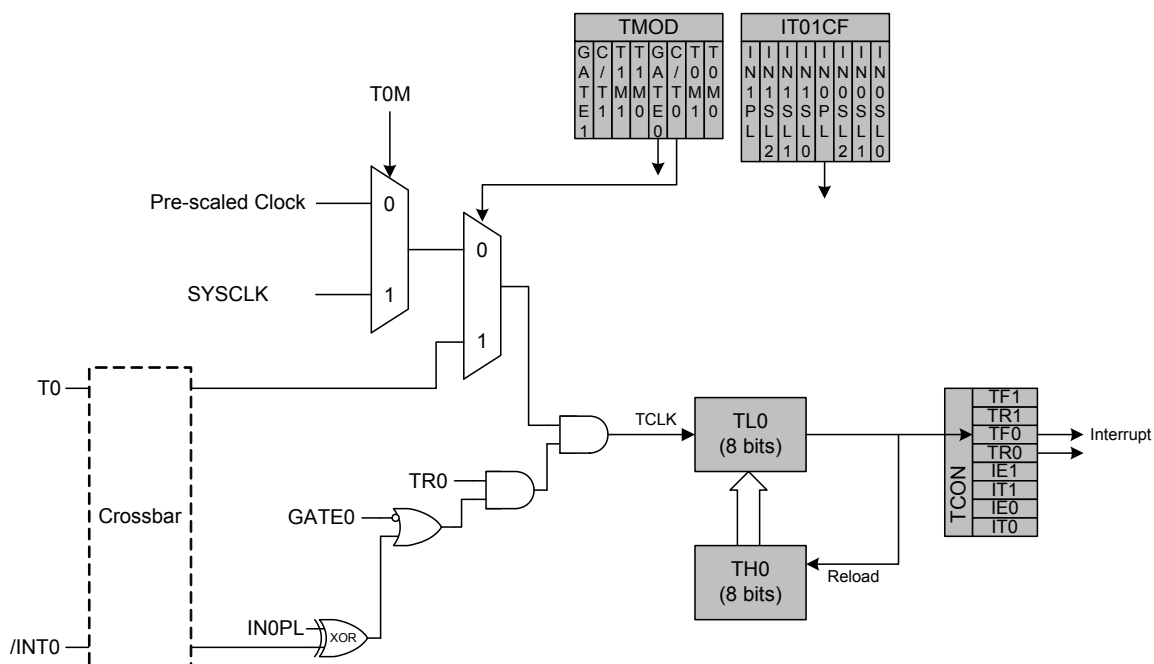 TMOD
GATE1
C/T1
T1M1
T1M0
GATE0
C/T0
T0M1
T0M0
IT01CF
IN1PL
IN1SL2
IN1SL1
IN1SL0
IN0PL
IN0SL2
IN0SL1
IN0SL0
T0M
Pre-scaled Clock
0
SYSCLK
1
0
1
T0
Crossbar
/INT0
TR0
GATE0
IN0PL
XOR
TCLK
TL0
(8 bits)
TH0
(8 bits)
Reload
TCON
TF1
TR1
TF0
TR0
IE1
IT1
IE0
IT0
Interrupt